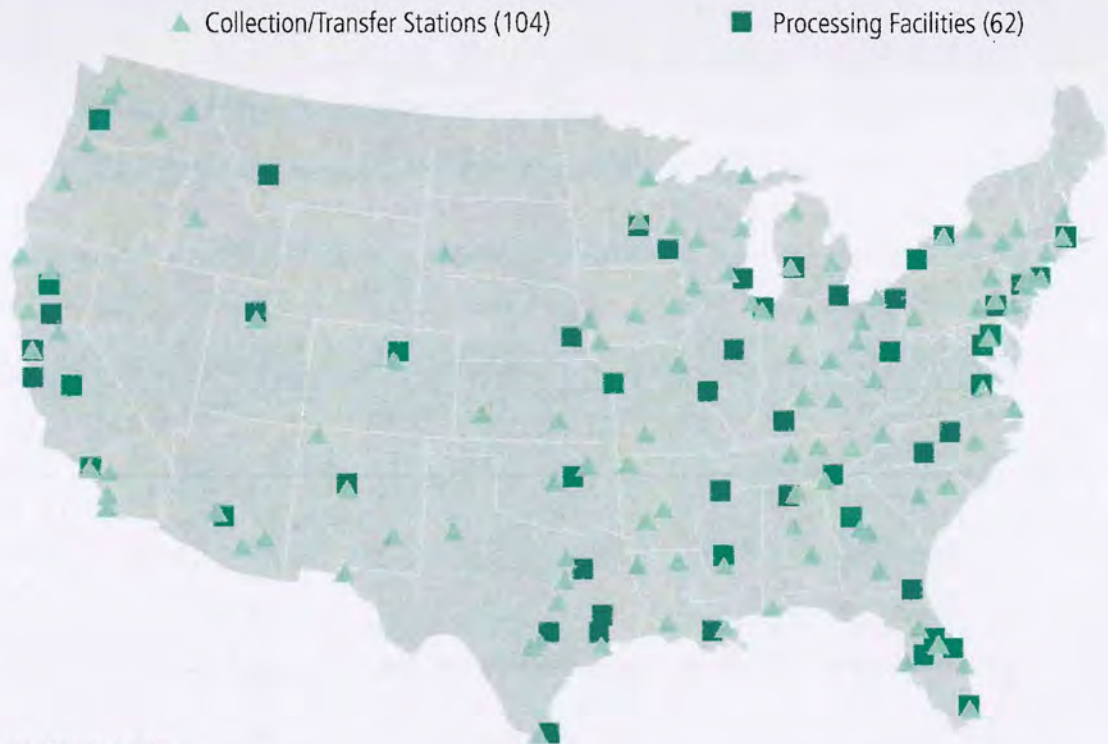 Collection/Transfer Stations (104)
Processing Facilities (62)